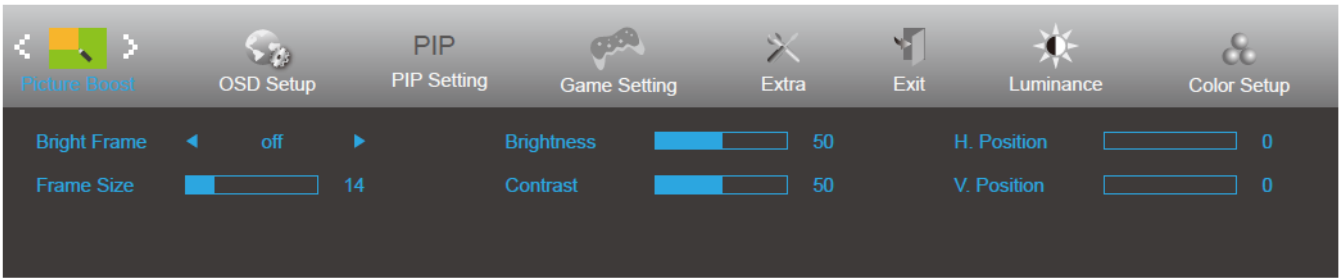 PIP
Picture Boost OSD Setup PIP Setting Game Setting Extra Exit Luminance Color Setup
Bright Frame off Brightness 50 H. Position 0
Frame Size 14 Contrast 50 V. Position 0